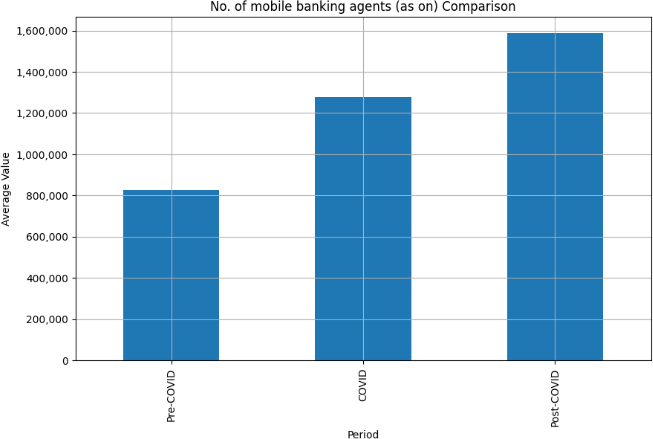 No. of mobile banking agents (as on) Comparison
1,600,000
1,400,000
1,200,000
1,000,000
800,000
600,000
400,000
200,000
0
Average Value
Pre-COVID
COVID
Post-COVID
Period